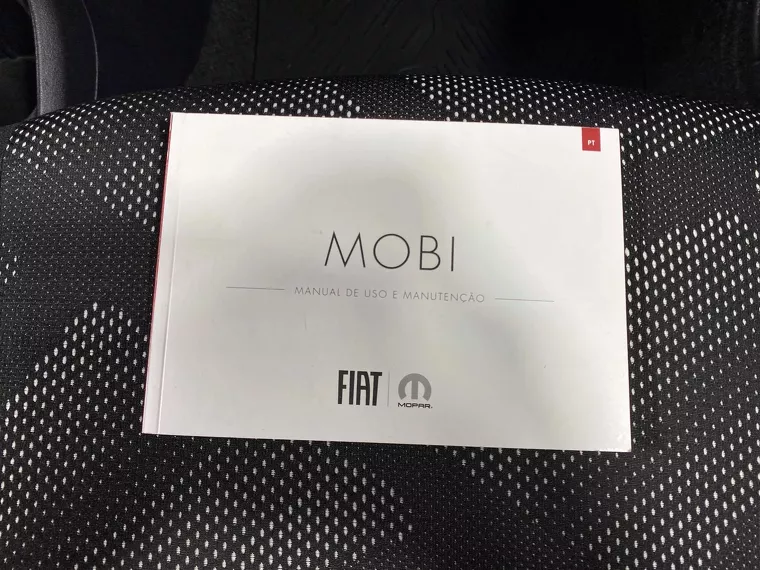 PT
MOBI
MANUAL DE USO E MANUTENÇÃO
FIAT
MOPAR